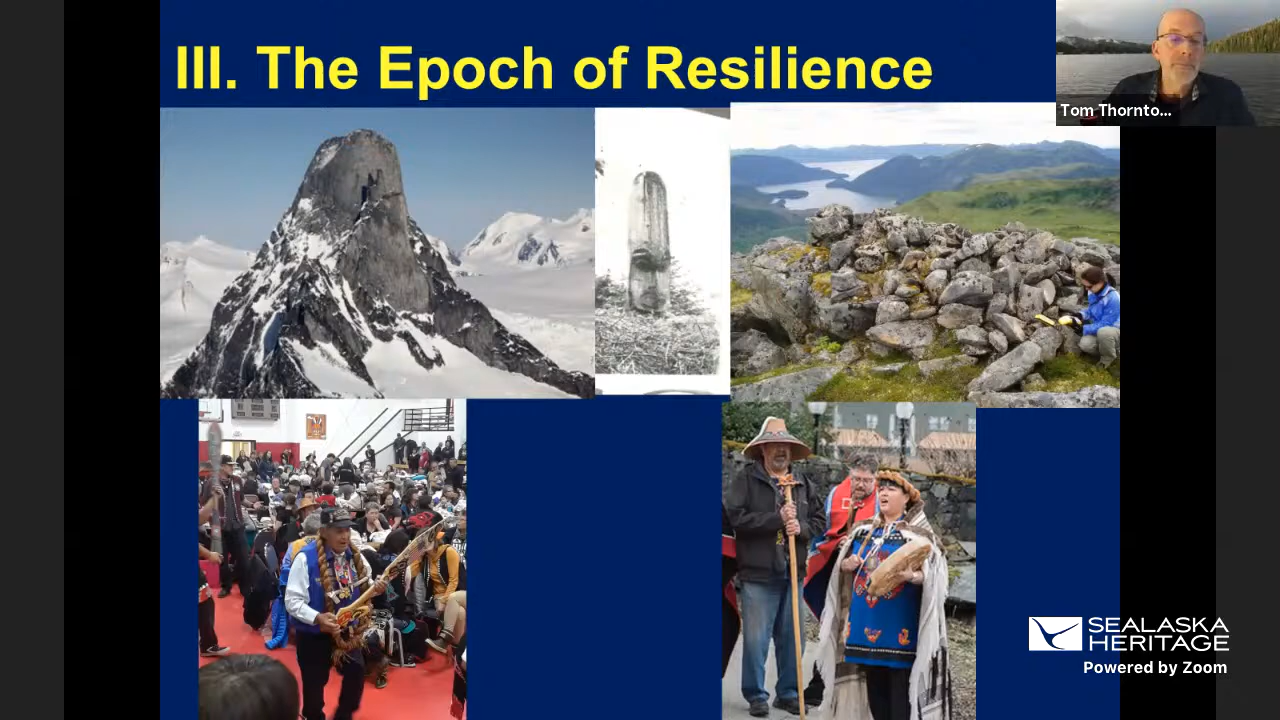 III. The Epoch of Resilience
Tom Thornto...
SEALASKA
HERITAGE
Powered by Zoom